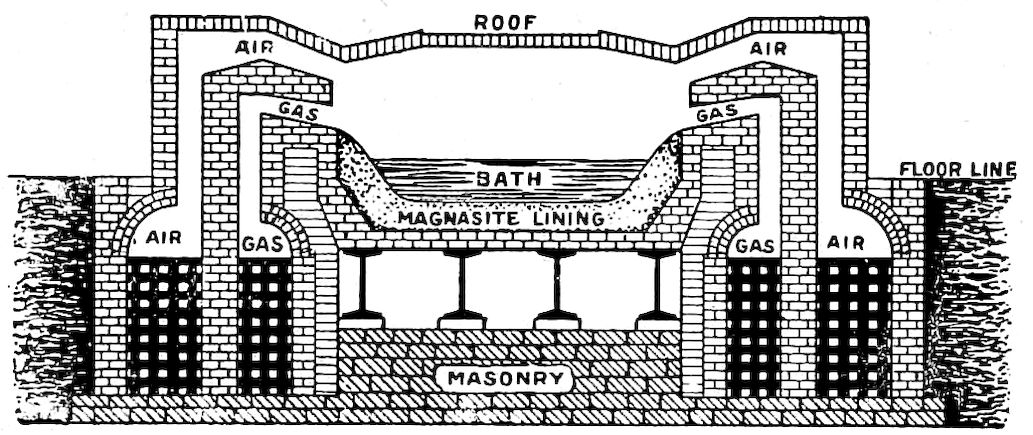 ROOF
AIR
AIR
GAS
GAS
FLOOR LINE
BATH
MAGNASITE LINING
AIR
GAS
GAS
AIR
MASONRY